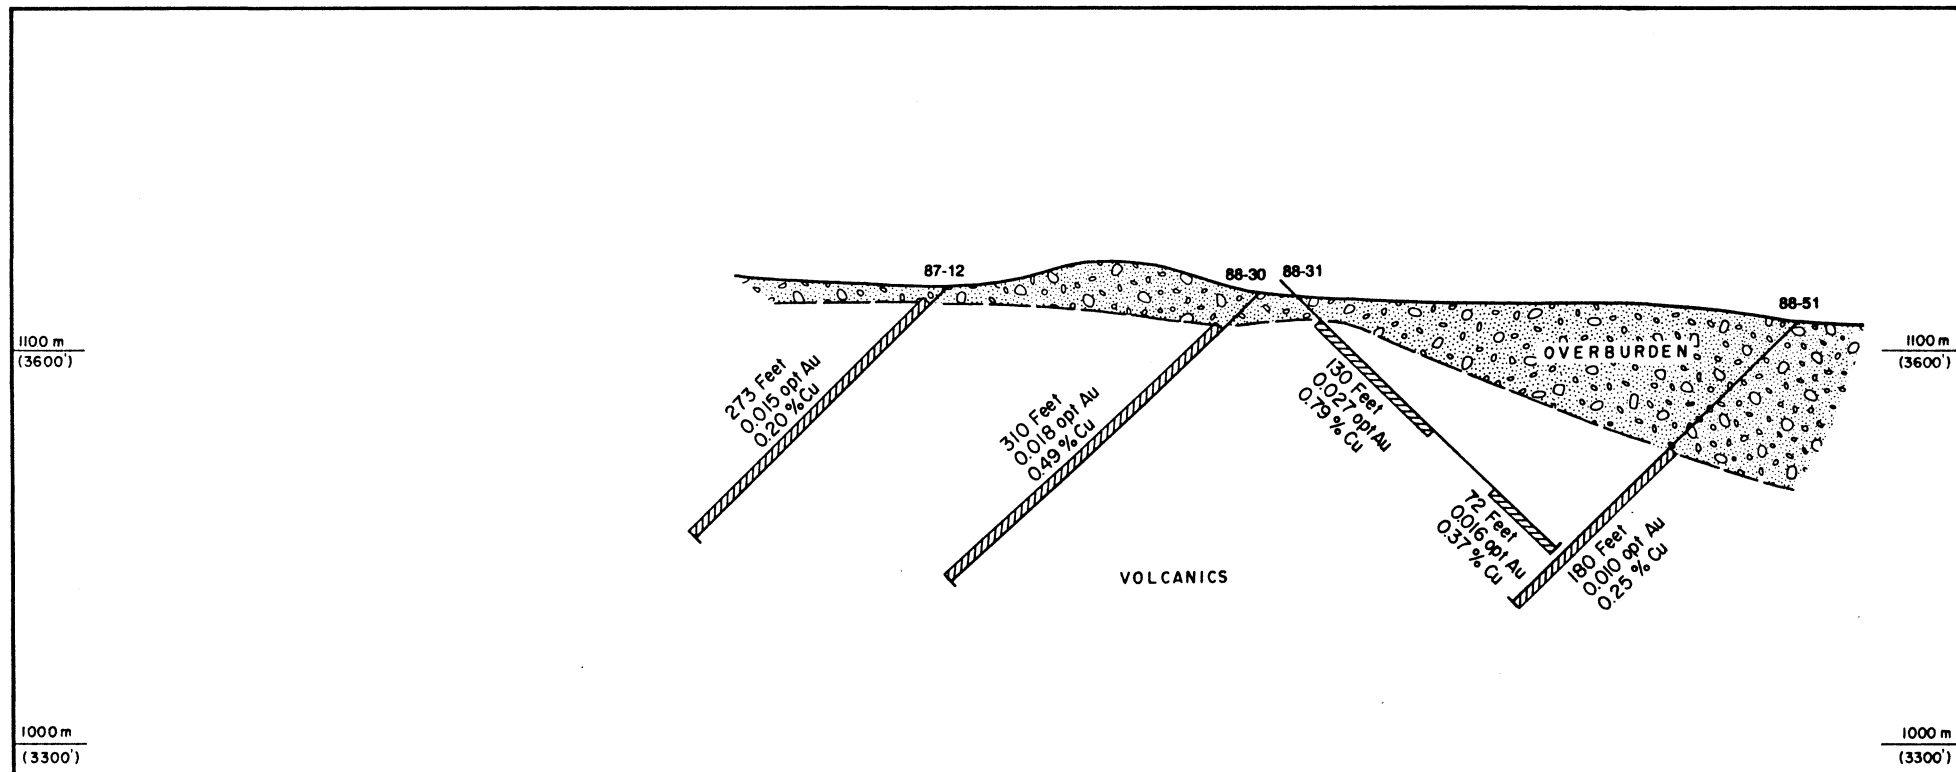 87-12
88-30
88-31
88-51
1100 m
(3600')
1100 m
(3600')
OVERBURDEN
273 Feet
0.015 opt Au
0.20 % Cu
310 Feet
0.018 opt Au
0.49 % Cu
130 Feet
0.027 opt Au
0.79 % Cu
72 Feet
0.016 opt Au
0.37 % Cu
180 Feet
0.010 opt Au
0.25 % Cu
VOLCANICS
1000 m
(3300')
1000 m
(3300')